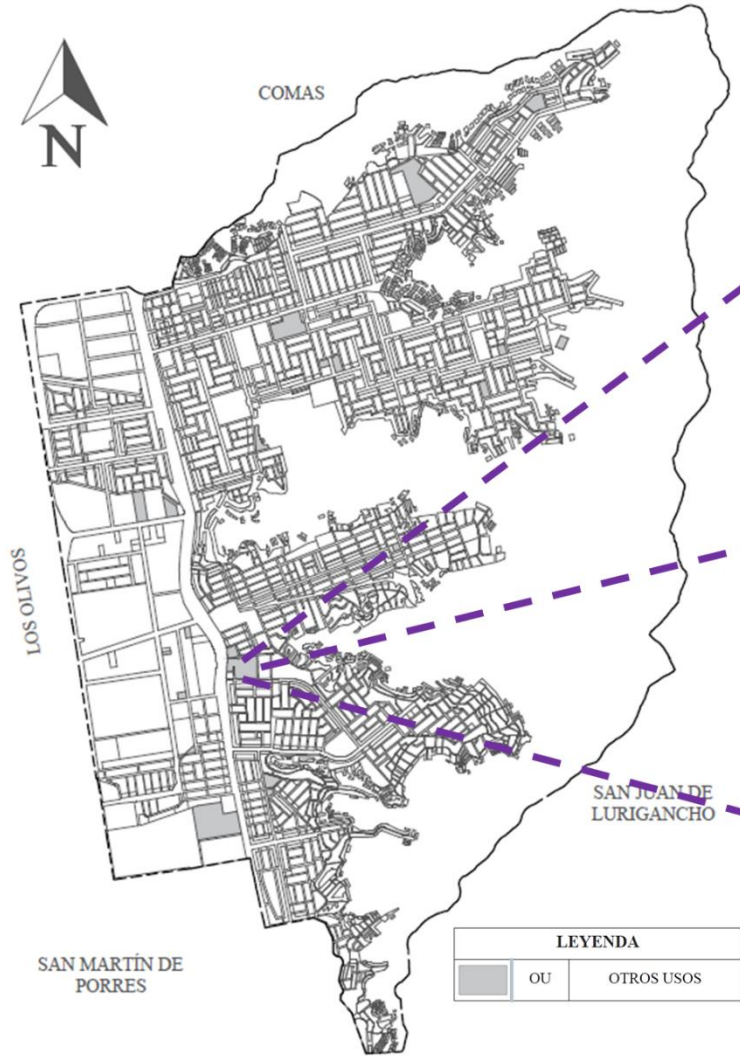 N
COMAS
LOS OLIVOS
SAN JUAN DE
LURIGANCHO
SAN MARTÍN DE
PORRES
LEYENDA
OU OTROS USOS